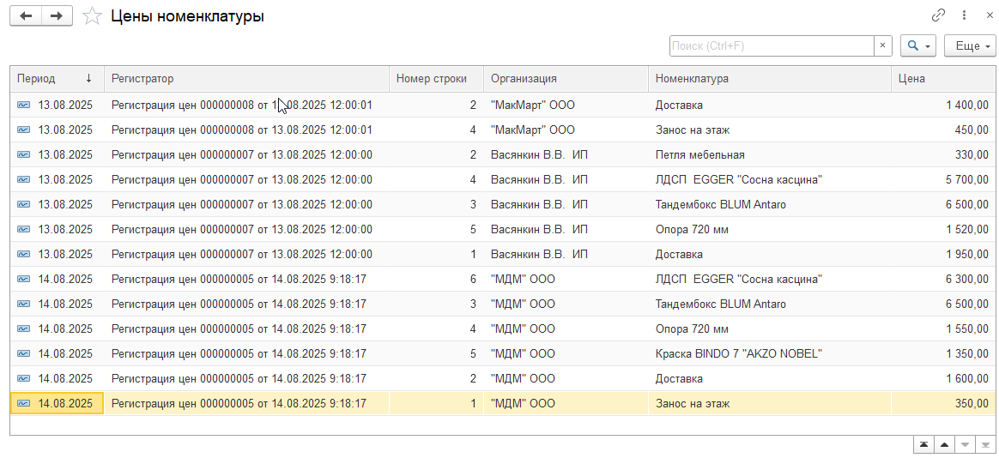 Цены номенклатуры
Поиск (Ctrl+F) × Еще
Период ↓ Регистратор Номер строки Организация Номенклатура Цена
13.08.2025 Регистрация цен 000000008 от 13.08.2025 12:00:01 2 "МакМарт" ООО Доставка 1 400,00
13.08.2025 Регистрация цен 000000008 от 13.08.2025 12:00:01 4 "МакМарт" ООО Занос на этаж 450,00
13.08.2025 Регистрация цен 000000007 от 13.08.2025 12:00:00 2 Васянкин В.В.  ИП Петля мебельная 330,00
13.08.2025 Регистрация цен 000000007 от 13.08.2025 12:00:00 4 Васянкин В.В.  ИП ЛДСП  EGGER "Сосна касцина" 5 700,00
13.08.2025 Регистрация цен 000000007 от 13.08.2025 12:00:00 3 Васянкин В.В.  ИП Тандембокс BLUM Antaro 6 500,00
13.08.2025 Регистрация цен 000000007 от 13.08.2025 12:00:00 5 Васянкин В.В.  ИП Опора 720 мм 1 520,00
13.08.2025 Регистрация цен 000000007 от 13.08.2025 12:00:00 1 Васянкин В.В.  ИП Доставка 1 950,00
14.08.2025 Регистрация цен 000000005 от 14.08.2025 9:18:17 6 "МДМ" ООО ЛДСП  EGGER "Сосна касцина" 6 300,00
14.08.2025 Регистрация цен 000000005 от 14.08.2025 9:18:17 3 "МДМ" ООО Тандембокс BLUM Antaro 6 500,00
14.08.2025 Регистрация цен 000000005 от 14.08.2025 9:18:17 4 "МДМ" ООО Опора 720 мм 1 550,00
14.08.2025 Регистрация цен 000000005 от 14.08.2025 9:18:17 5 "МДМ" ООО Краска BINDO 7 "AKZO NOBEL" 1 350,00
14.08.2025 Регистрация цен 000000005 от 14.08.2025 9:18:17 2 "МДМ" ООО Доставка 1 600,00
14.08.2025 Регистрация цен 000000005 от 14.08.2025 9:18:17 1 "МДМ" ООО Занос на этаж 350,00